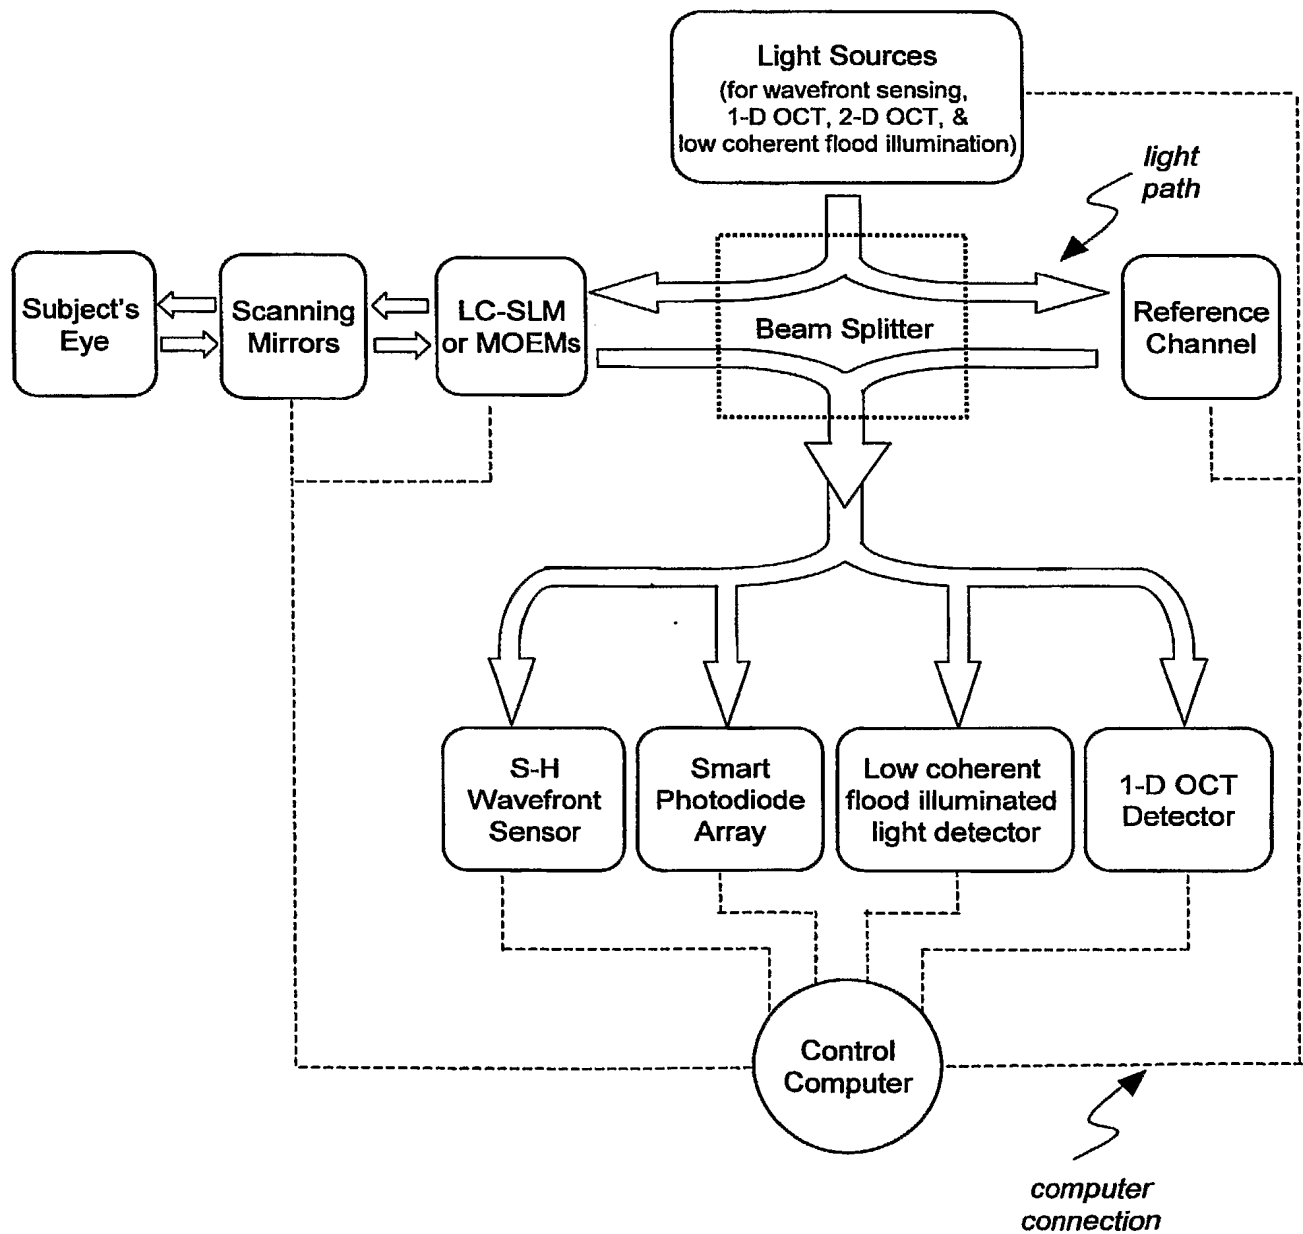 Light Sources
(for wavefront sensing,
1-D OCT, 2-D OCT, &
low coherent flood illumination)
light
path
Subject's
Eye
Scanning
Mirrors
LC-SLM
or MOEMs
Beam Splitter
Reference
Channel
S-H
Wavefront
Sensor
Smart
Photodiode
Array
Low coherent
flood illuminated
light detector
1-D OCT
Detector
Control
Computer
computer
connection